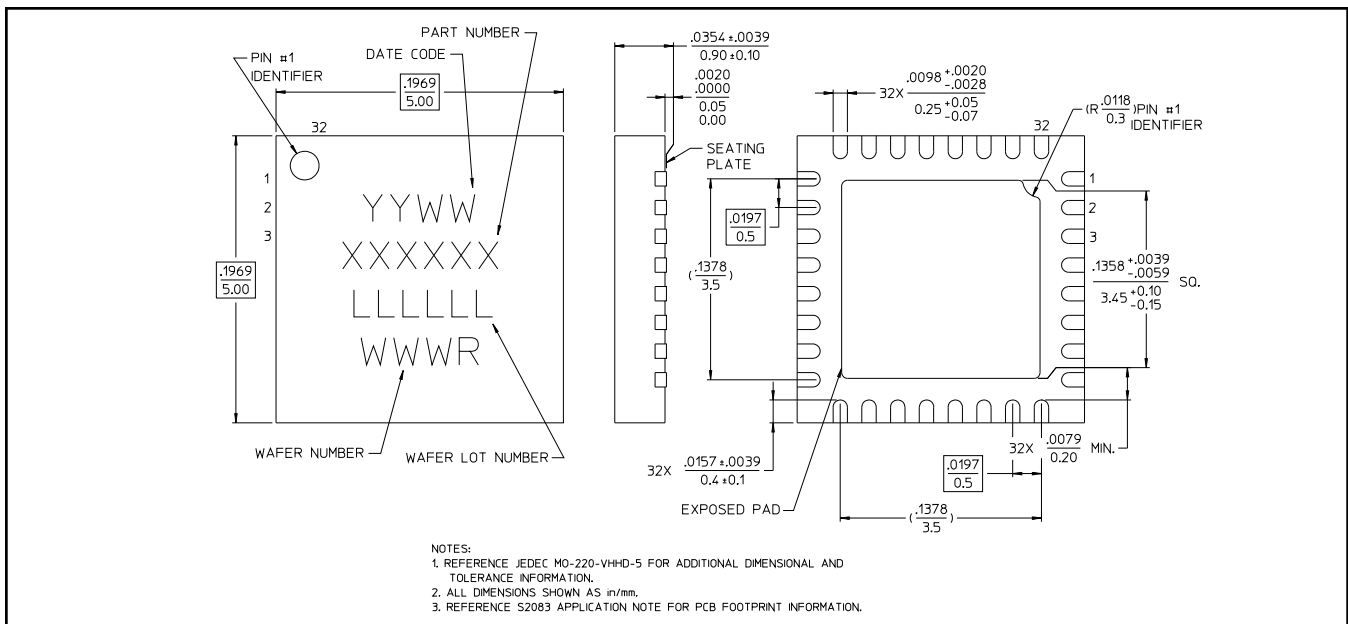 PART NUMBER
DATE CODE
PIN #1
IDENTIFIER
.1969
5.00
32
1
2
3
.1969
5.00
YYWW
XXXXXX
LLLLLL
WWWR
WAFER NUMBER
WAFER LOT NUMBER
.0354 ±.0039
0.90 ±0.10
.0020
.0000
0.05
0.00
SEATING
PLATE
32X .0098 +.0020
-.0028
0.25 +0.05
-0.07
(R .0118
0.3 ) PIN #1
IDENTIFIER
32
1
2
3
.0197
0.5
( .1378
3.5 )
.1358 +.0039
-.0059
3.45 +0.10
-0.15
SQ.
32X .0157 ±.0039
0.4 ±0.1
EXPOSED PAD
32X .0079
0.20 MIN.
.0197
0.5
( .1378
3.5 )
NOTES:
1. REFERENCE JEDEC MO-220-VHHD-5 FOR ADDITIONAL DIMENSIONAL AND
TOLERANCE INFORMATION.
2. ALL DIMENSIONS SHOWN AS in/mm.
3. REFERENCE S2083 APPLICATION NOTE FOR PCB FOOTPRINT INFORMATION.